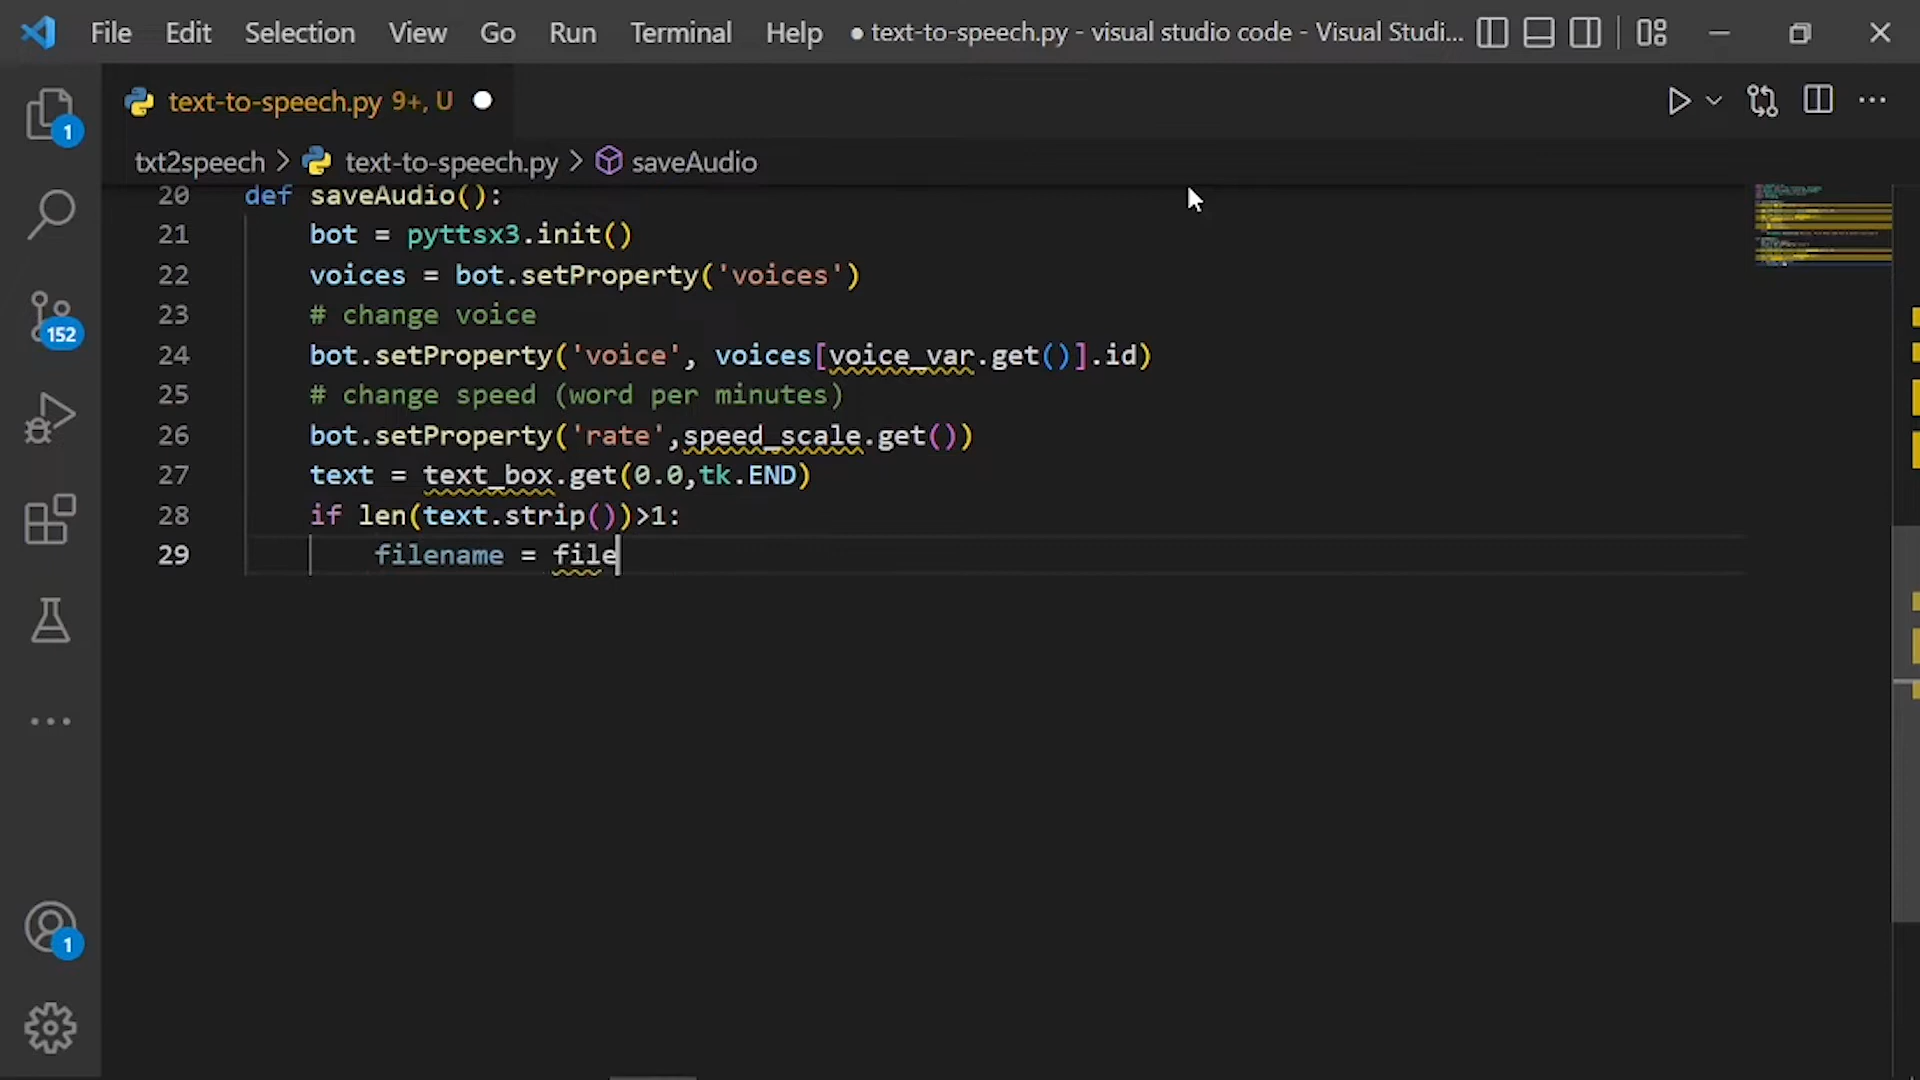 File Edit Selection View Go Run Terminal Help ● text-to-speech.py - visual studio code - Visual Studi...
text-to-speech.py 9+, U
txt2speech > text-to-speech.py > saveAudio
1
152
1
20 def saveAudio():
21 bot = pyttsx3.init()
22 voices = bot.setProperty('voices')
23 # change voice
24 bot.setProperty('voice', voices[voice_var.get()].id)
25 # change speed (word per minutes)
26 bot.setProperty('rate',speed_scale.get())
27 text = text_box.get(0.0,tk.END)
28 if len(text.strip())>1:
29 filename = file